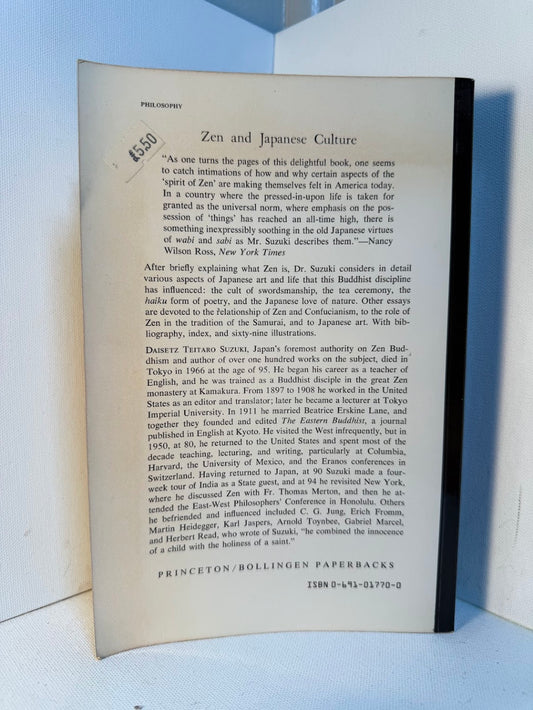 PHILOSOPHY
£5.50
Zen and Japanese Culture
“As one turns the pages of this delightful book, one seems
to catch intimations of how and why certain aspects of the
‘spirit of Zen’ are making themselves felt in America today.
In a country where the pressed-in-upon life is taken for
granted as the universal norm, where emphasis on the pos-
session of ‘things’ has reached an all-time high, there is
something inexpressibly soothing in the old Japanese virtues
of wabi and sabi as Mr. Suzuki describes them.”—Nancy
Wilson Ross, New York Times
After briefly explaining what Zen is, Dr. Suzuki considers in detail
various aspects of Japanese art and life that this Buddhist discipline
has influenced: the cult of swordsmanship, the tea ceremony, the
haiku form of poetry, and the Japanese love of nature. Other essays
are devoted to the relationship of Zen and Confucianism, to the role of
Zen in the tradition of the Samurai, and to Japanese art. With bib-
liography, index, and sixty-nine illustrations.
DAISETZ TEITARO SUZUKI, Japan's foremost authority on Zen Bud-
dhism and author of over one hundred works on the subject, died in
Tokyo in 1966 at the age of 95. He began his career as a teacher of
English, and he was trained as a Buddhist disciple in the great Zen
monastery at Kamakura. From 1897 to 1908 he worked in the United
States as an editor and translator; later he became a lecturer at Tokyo
Imperial University. In 1911 he married Beatrice Erskine Lane, and
together they founded and edited The Eastern Buddhist, a journal
published in English at Kyoto. He visited the West infrequently, but in
1950, at 80, he returned to the United States and spent most of the
decade teaching, lecturing, and writing, particularly at Columbia,
Harvard, the University of Mexico, and the Eranos conferences in
Switzerland. Having returned to Japan, at 90 Suzuki made a four-
week tour of India as a State guest, and at 94 he revisited New York,
where he discussed Zen with Fr. Thomas Merton, and then he at-
tended the East-West Philosophers' Conference in Honolulu. Others
he befriended and influenced included C. G. Jung, Erich Fromm,
Martin Heidegger, Karl Jaspers, Arnold Toynbee, Gabriel Marcel,
and Herbert Read, who wrote of Suzuki, “he combined the innocence
of a child with the holiness of a saint.”
PRINCETON/BOLLINGEN PAPERBACKS
ISBN 0-691-01770-0